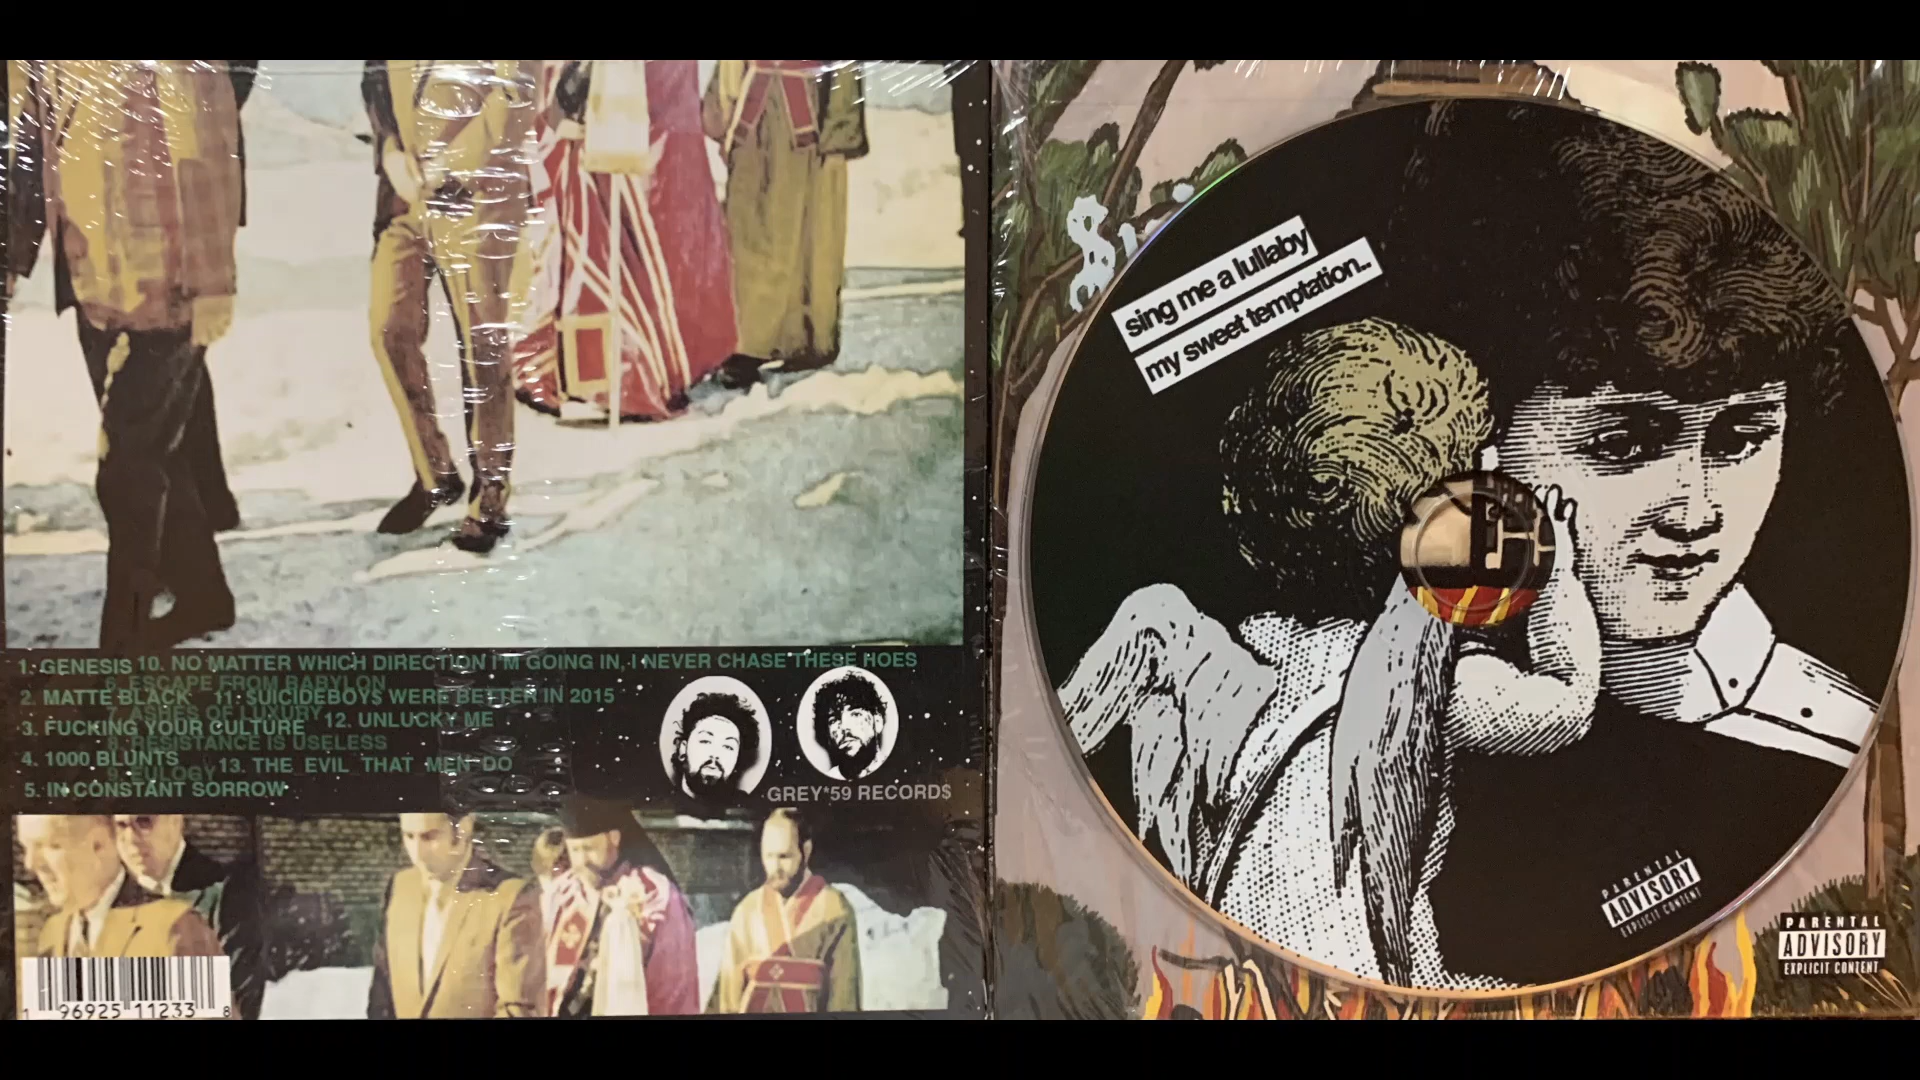 1. GENESIS 10. NO MATTER WHICH DIRECTION I'M GOING IN, I NEVER CHASE THESE HOES
6. ESCAPE FROM BABYLON
2. MATTE BLACK 11. $UICIDEBOY$ WERE BETTER IN 2015
OF LUXURY
3. FUCKING YOUR CULTURE 12. UNLUCKY ME
8. RESISTANCE IS USELESS
4. 1000 BLUNTS
9. EULOGY 13. THE EVIL THAT MEN DO
5. IN CONSTANT SORROW
GREY*59 RECORD$
1 96925 11233 8
sing me a lullaby
my sweet temptation..
PARENTAL
ADVISORY
EXPLICIT CONTENT
PARENTAL
ADVISORY
EXPLICIT CONTENT